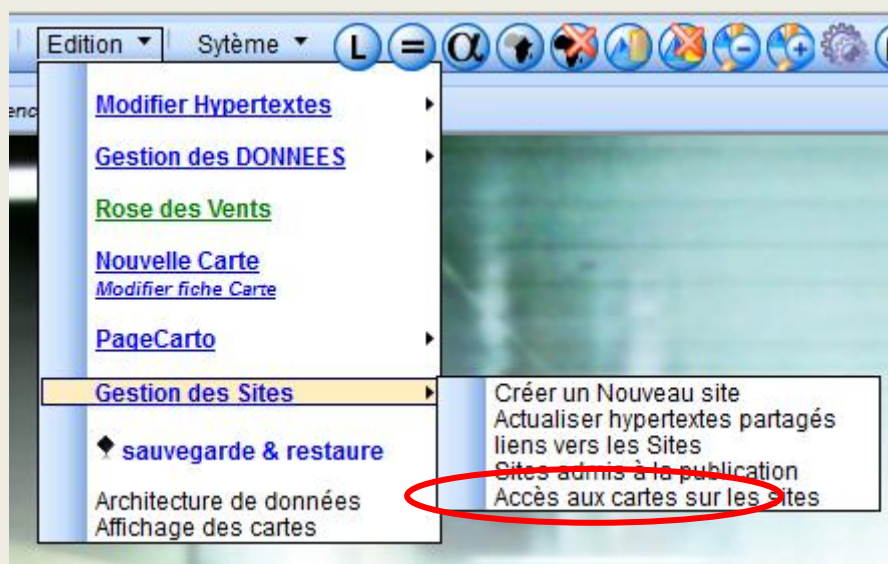 Edition ▼ Sytème ▼ L = α
enc
Modifier Hypertextes
Gestion des DONNEES
Rose des Vents
Nouvelle Carte
Modifier fiche Carte
PageCarto
Gestion des Sites
sauvegarde & restaure
Architecture de données
Affichage des cartes
Créer un Nouveau site
Actualiser hypertextes partagés
liens vers les Sites
Sites admis à la publication
Accès aux cartes sur les sites